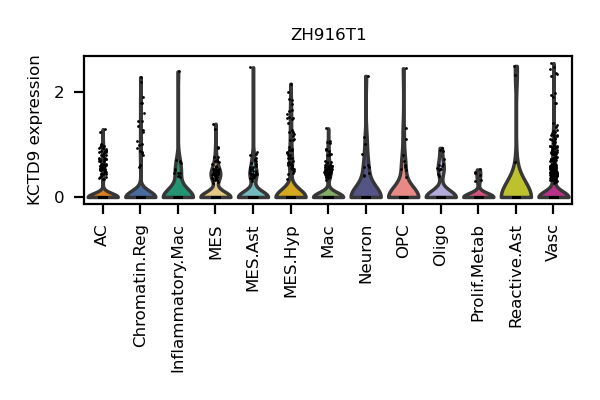 ZH916T1
KCTD9 expression
2
0
AC
Chromatin.Reg
Inflammatory.Mac
MES
MES.Ast
MES.Hyp
Mac
Neuron
OPC
Oligo
Prolif.Metab
Reactive.Ast
Vasc